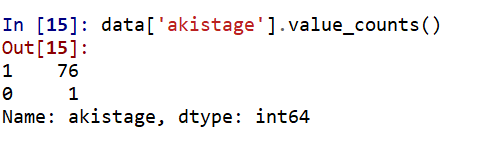 In [15]: data['akistage'].value_counts()
Out[15]:
1    76
0     1
Name: akistage, dtype: int64